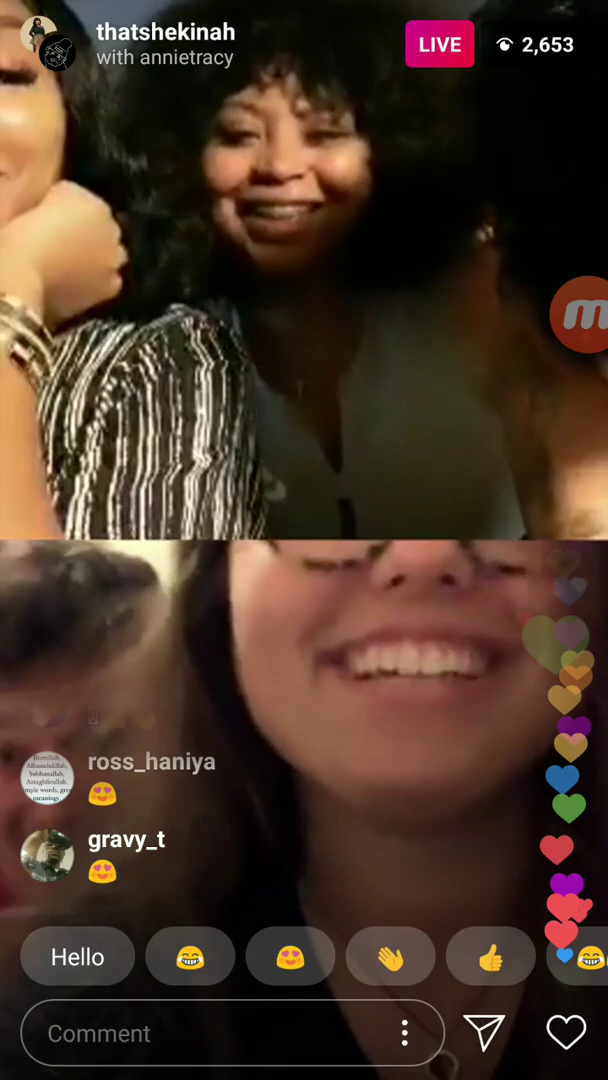 thatshekinah
with annietracy
LIVE
2,653
m
ross_haniya
😍
gravy_t
😍
Hello
😂
😍
👋
👍
😂
Comment